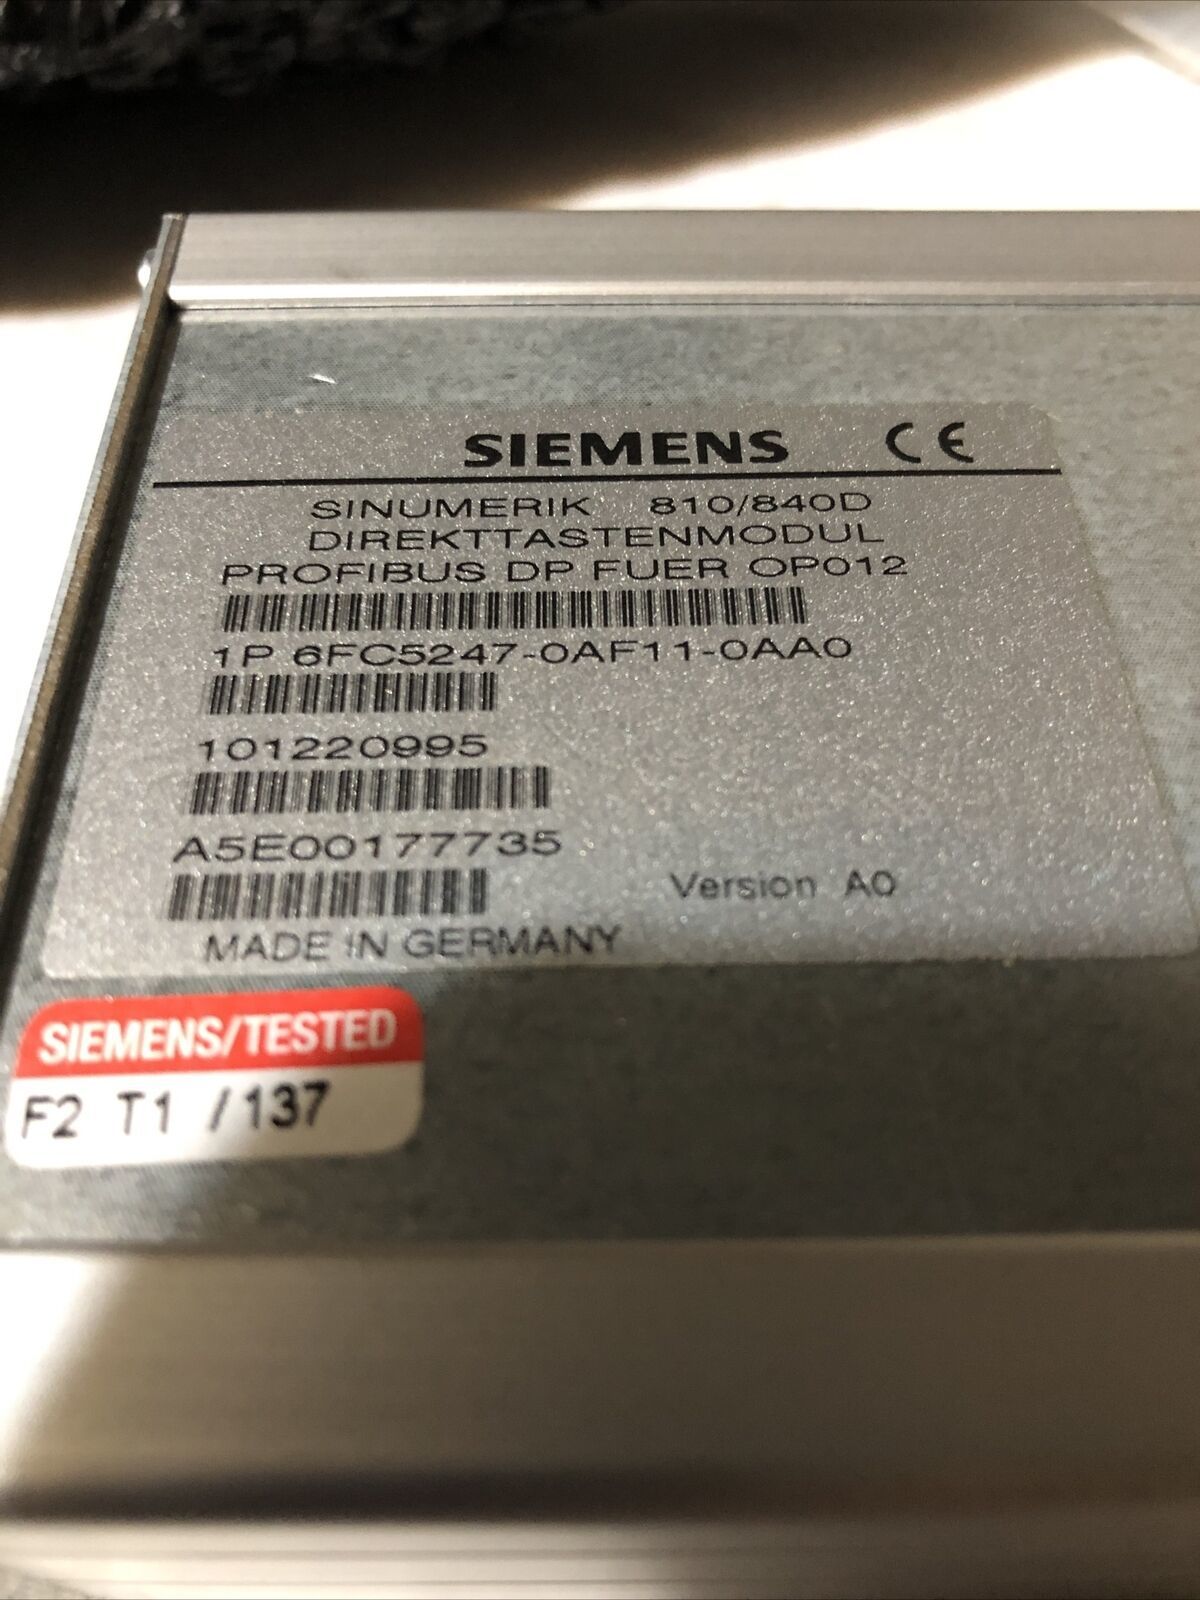 SIEMENS CE
SINUMERIK 810/840D
DIREKTTASTENMODUL
PROFIBUS DP FUER OP012
1P 6FC5247-0AF11-0AA0
101220995
A5E00177735
Version A0
MADE IN GERMANY
SIEMENS/TESTED
F2 T1 /137